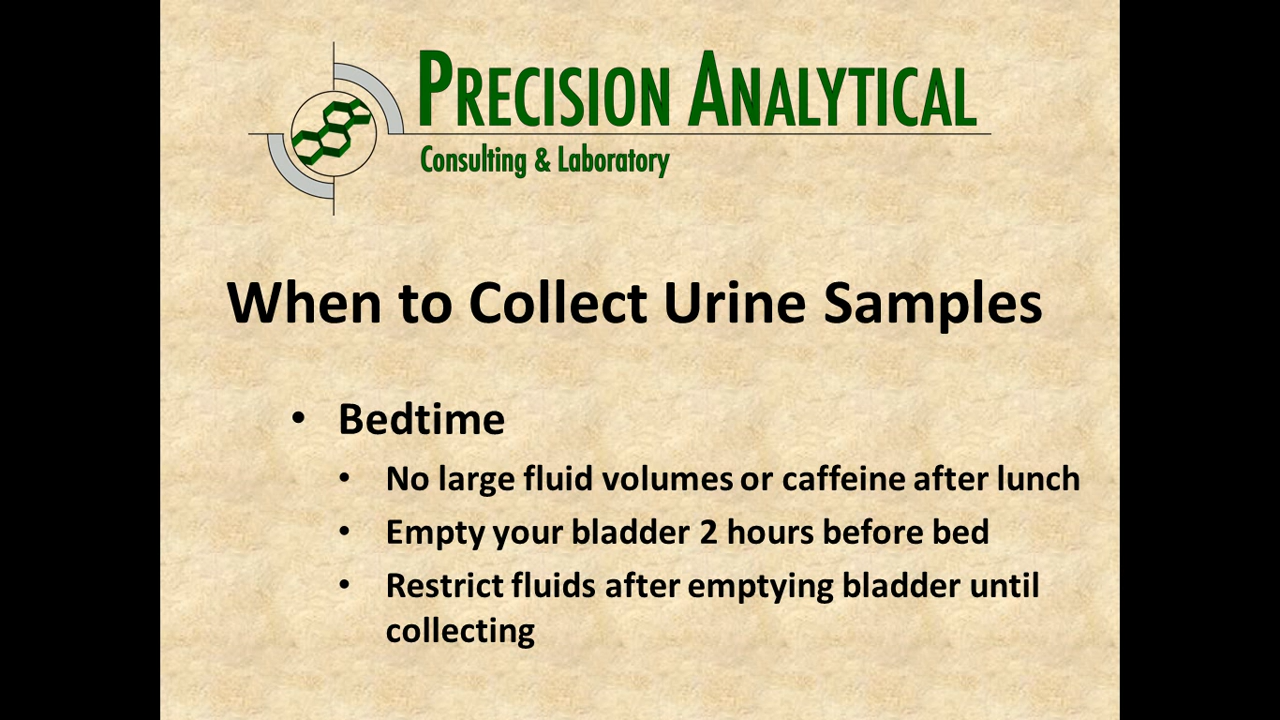 PRECISION ANALYTICAL
Consulting & Laboratory
When to Collect Urine Samples
• Bedtime
• No large fluid volumes or caffeine after lunch
• Empty your bladder 2 hours before bed
• Restrict fluids after emptying bladder until
collecting